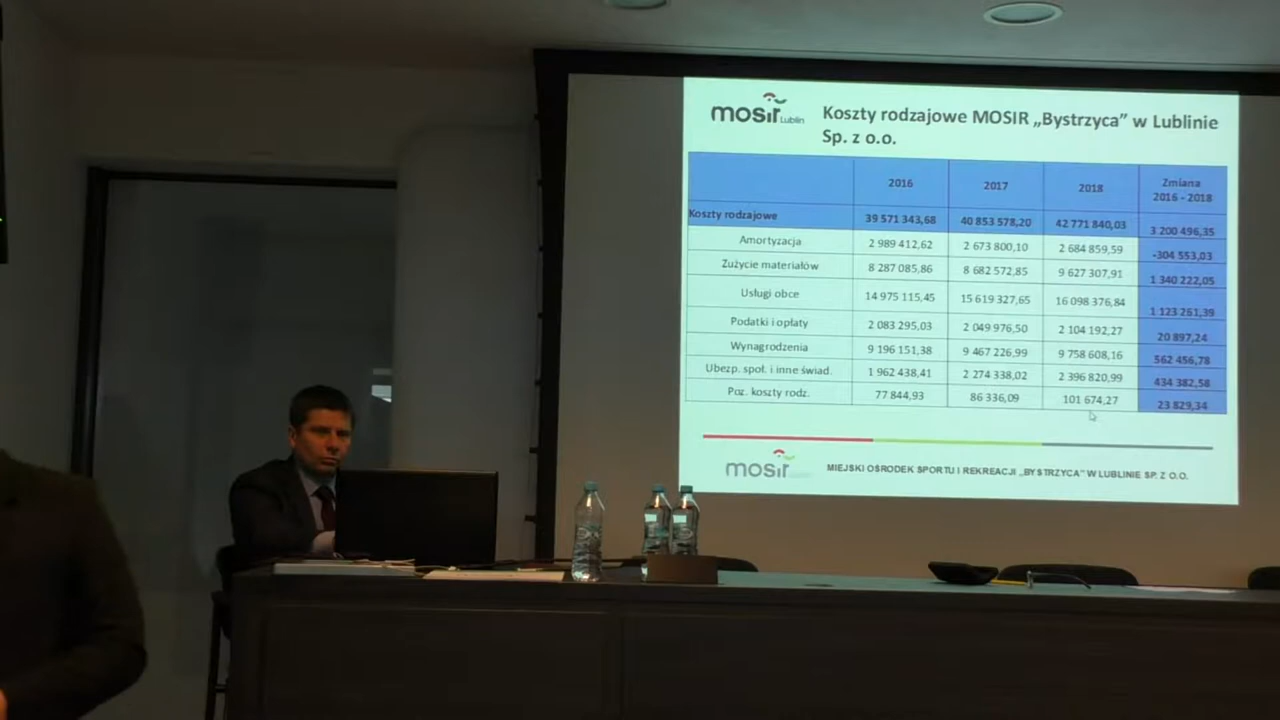 mosir Lublin
Koszty rodzajowe MOSIR „Bystrzyca” w Lublinie
Sp. z o.o.
2016 2017 2018 Zmiana
2016 - 2018
Koszty rodzajowe 39 571 343,68 40 853 578,20 42 771 840,03 3 200 496,35
Amortyzacja 2 989 412,62 2 673 800,10 2 684 859,59 -304 553,03
Zużycie materiałów 8 287 085,86 8 682 572,85 9 627 307,91 1 340 222,05
Usługi obce 14 975 115,45 15 619 327,65 16 098 376,84 1 123 261,39
Podatki i opłaty 2 083 295,03 2 049 976,50 2 104 192,27 20 897,24
Wynagrodzenia 9 196 151,38 9 467 226,99 9 758 608,16 562 456,78
Ubezp. społ. i inne świad. 1 962 438,41 2 274 338,02 2 396 820,99 434 382,58
Poz. koszty rodz. 77 844,93 86 336,09 101 674,27 23 829,34
mosir
MIEJSKI OŚRODEK SPORTU I REKREACJI „BYSTRZYCA” W LUBLINIE SP. Z O.O.